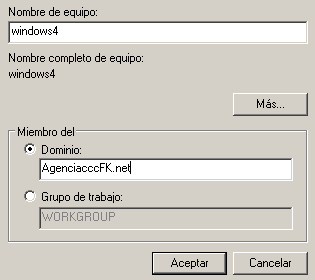 Nombre de equipo:
windows4
Nombre completo de equipo:
windows4
Más...
Miembro del
Dominio:
AgenciacccFK.net
Grupo de trabajo:
WORKGROUP
Aceptar
Cancelar